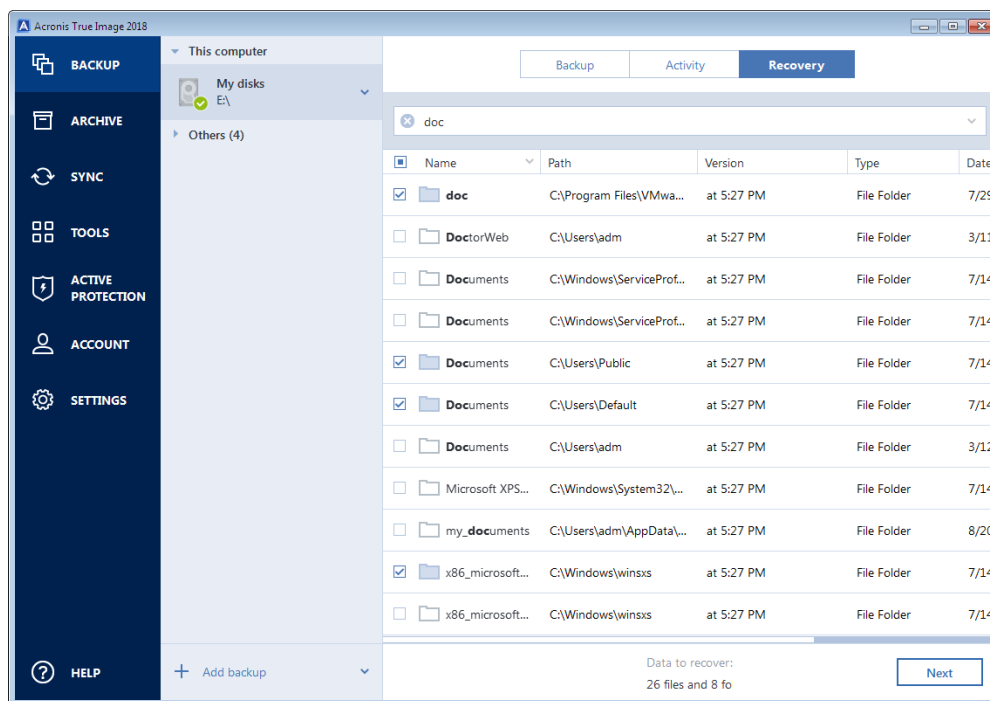 Acronis True Image 2018
BACKUP
ARCHIVE
SYNC
TOOLS
ACTIVE
PROTECTION
ACCOUNT
SETTINGS
HELP
This computer
My disks
E:\
Others (4)
Add backup
Backup Activity Recovery
doc
Name Path Version Type Date
doc C:\Program Files\VMwa... at 5:27 PM File Folder 7/29
DoctorWeb C:\Users\adm at 5:27 PM File Folder 3/11
Documents C:\Windows\ServiceProf... at 5:27 PM File Folder 7/14
Documents C:\Windows\ServiceProf... at 5:27 PM File Folder 7/14
Documents C:\Users\Public at 5:27 PM File Folder 7/14
Documents C:\Users\Default at 5:27 PM File Folder 7/14
Documents C:\Users\adm at 5:27 PM File Folder 3/12
Microsoft XPS... C:\Windows\System32\... at 5:27 PM File Folder 7/14
my_documents C:\Users\adm\AppData\... at 5:27 PM File Folder 8/20
x86_microsoft... C:\Windows\winsxs at 5:27 PM File Folder 7/14
x86_microsoft... C:\Windows\winsxs at 5:27 PM File Folder 7/14
Data to recover:
26 files and 8 fo
Next